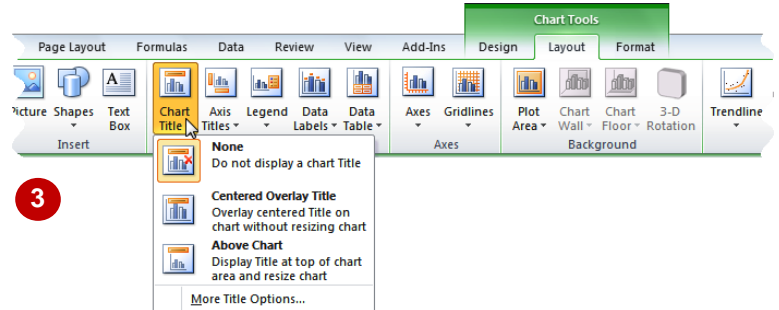 Chart Tools
Page Layout Formulas Data Review View Add-Ins Design Layout Format
Picture Shapes Text Box Chart Title Axis Titles Legend Data Labels Data Table Axes Gridlines Plot Area Chart Wall Chart Floor 3-D Rotation Trendline
Insert Axes Background
None
Do not display a chart Title
Centered Overlay Title
Overlay centered Title on
chart without resizing chart
Above Chart
Display Title at top of chart
area and resize chart
More Title Options...
3